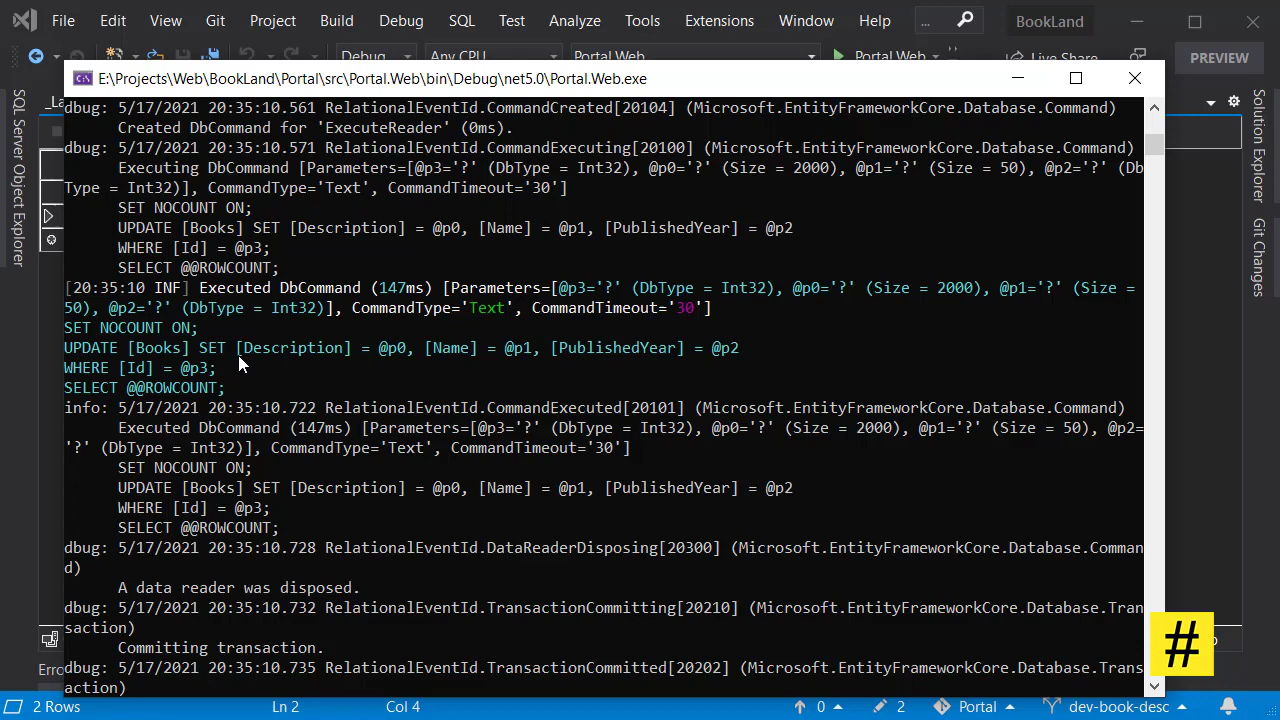 File Edit View Git Project Build Debug SQL Test Analyze Tools Extensions Window Help ... BookLand
Debug Any CPU Portal Web Portal Web Live Share PREVIEW
E:\Projects\Web\BookLand\Portal\src\Portal.Web\bin\Debug\net5.0\Portal.Web.exe
_La
SQL Server Object Explorer
Solution Explorer
Git Changes
dbug: 5/17/2021 20:35:10.561 RelationalEventId.CommandCreated[20104] (Microsoft.EntityFrameworkCore.Database.Command)
Created DbCommand for 'ExecuteReader' (0ms).
dbug: 5/17/2021 20:35:10.571 RelationalEventId.CommandExecuting[20100] (Microsoft.EntityFrameworkCore.Database.Command)
Executing DbCommand [Parameters=[@p3='?' (DbType = Int32), @p0='?' (Size = 2000), @p1='?' (Size = 50), @p2='?' (Db
Type = Int32)], CommandType='Text', CommandTimeout='30']
SET NOCOUNT ON;
UPDATE [Books] SET [Description] = @p0, [Name] = @p1, [PublishedYear] = @p2
WHERE [Id] = @p3;
SELECT @@ROWCOUNT;
[20:35:10 INF] Executed DbCommand (147ms) [Parameters=[@p3='?' (DbType = Int32), @p0='?' (Size = 2000), @p1='?' (Size =
50), @p2='?' (DbType = Int32)], CommandType='Text', CommandTimeout='30']
SET NOCOUNT ON;
UPDATE [Books] SET [Description] = @p0, [Name] = @p1, [PublishedYear] = @p2
WHERE [Id] = @p3;
SELECT @@ROWCOUNT;
info: 5/17/2021 20:35:10.722 RelationalEventId.CommandExecuted[20101] (Microsoft.EntityFrameworkCore.Database.Command)
Executed DbCommand (147ms) [Parameters=[@p3='?' (DbType = Int32), @p0='?' (Size = 2000), @p1='?' (Size = 50), @p2=
'?' (DbType = Int32)], CommandType='Text', CommandTimeout='30']
SET NOCOUNT ON;
UPDATE [Books] SET [Description] = @p0, [Name] = @p1, [PublishedYear] = @p2
WHERE [Id] = @p3;
SELECT @@ROWCOUNT;
dbug: 5/17/2021 20:35:10.728 RelationalEventId.DataReaderDisposing[20300] (Microsoft.EntityFrameworkCore.Database.Comman
d)
A data reader was disposed.
dbug: 5/17/2021 20:35:10.732 RelationalEventId.TransactionCommitting[20210] (Microsoft.EntityFrameworkCore.Database.Tran
saction)
Committing transaction.
dbug: 5/17/2021 20:35:10.735 RelationalEventId.TransactionCommitted[20202] (Microsoft.EntityFrameworkCore.Database.Trans
action)
#
Erro
2 Rows Ln 2 Col 4 0 2 Portal dev-book-desc